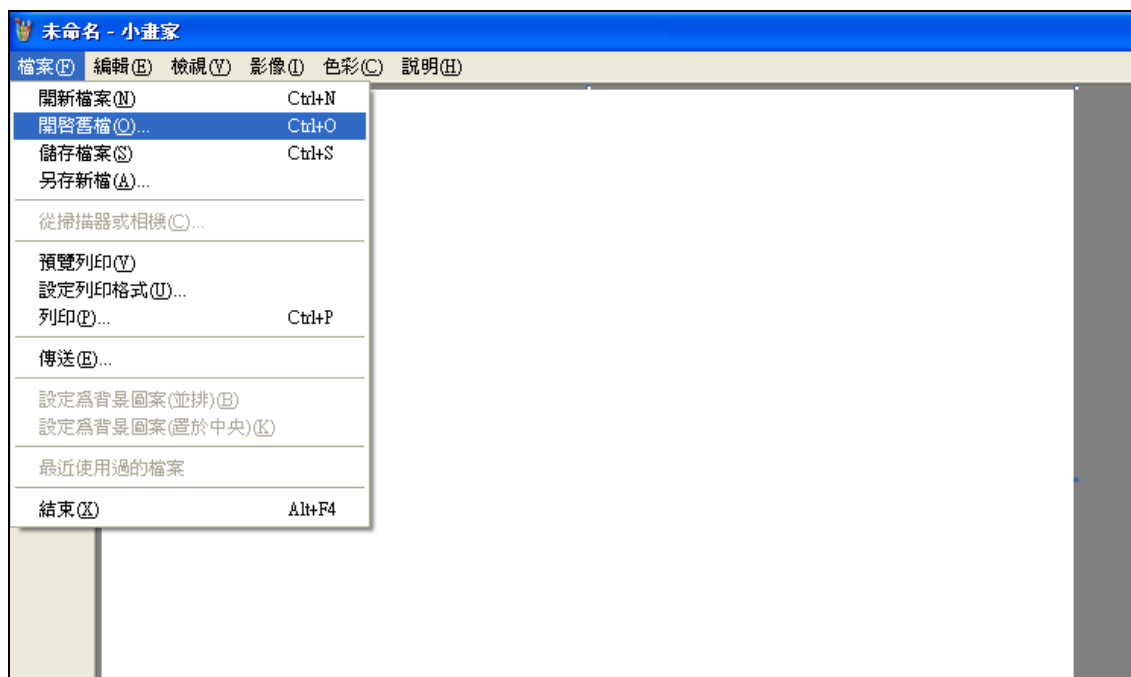 未命名 - 小畫家
檔案(F) 編輯(E) 檢視(V) 影像(I) 色彩(C) 說明(H)
開新檔案(N) Ctrl+N
開啓舊檔(O)... Ctrl+O
儲存檔案(S) Ctrl+S
另存新檔(A)...
從掃描器或相機(C)...
預覽列印(V)
設定列印格式(U)...
列印(P)... Ctrl+P
傳送(E)...
設定爲背景圖案(並排)(B)
設定爲背景圖案(置於中央)(K)
最近使用過的檔案
結束(X) Alt+F4